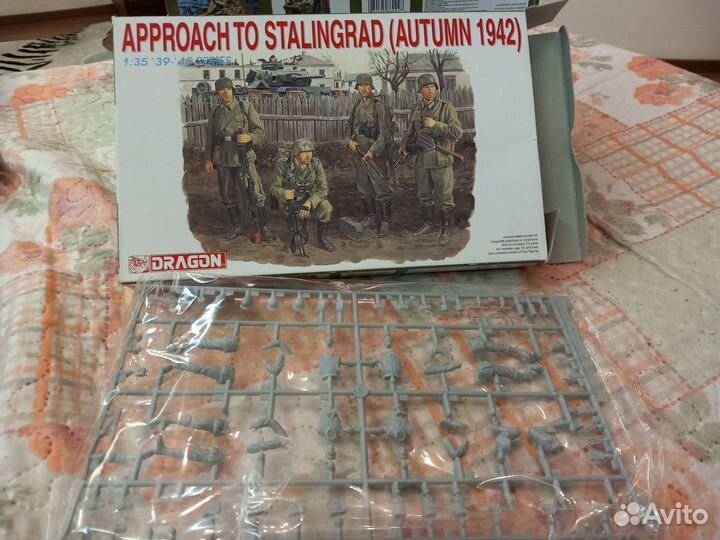 APPROACH TO STALINGRAD (AUTUMN 1942)
1:35 '39-'45 SERIES
DRAGON
Avito